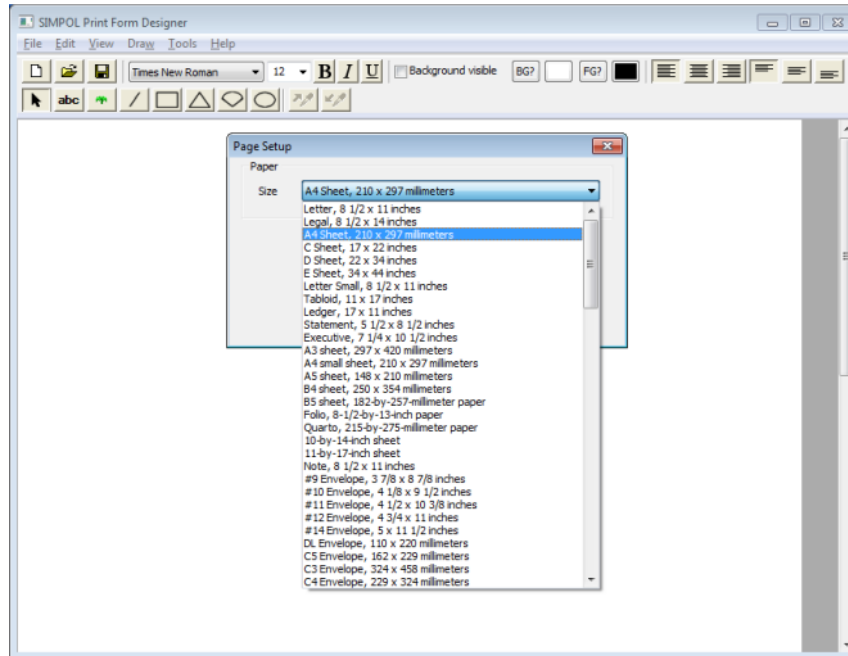 SIMPOL Print Form Designer
File Edit View Draw Tools Help
Times New Roman 12 B I U Background visible BG? FG?
abc
Page Setup
Paper
Size A4 Sheet, 210 x 297 millimeters
Letter, 8 1/2 x 11 inches
Legal, 8 1/2 x 14 inches
A4 Sheet, 210 x 297 millimeters
C Sheet, 17 x 22 inches
D Sheet, 22 x 34 inches
E Sheet, 34 x 44 inches
Letter Small, 8 1/2 x 11 inches
Tabloid, 11 x 17 inches
Ledger, 17 x 11 inches
Statement, 5 1/2 x 8 1/2 inches
Executive, 7 1/4 x 10 1/2 inches
A3 sheet, 297 x 420 millimeters
A4 small sheet, 210 x 297 millimeters
A5 sheet, 148 x 210 millimeters
B4 sheet, 250 x 354 millimeters
B5 sheet, 182-by-257-millimeter paper
Folio, 8-1/2-by-13-inch paper
Quarto, 215-by-275-millimeter paper
10-by-14-inch sheet
11-by-17-inch sheet
Note, 8 1/2 x 11 inches
#9 Envelope, 3 7/8 x 8 7/8 inches
#10 Envelope, 4 1/8 x 9 1/2 inches
#11 Envelope, 4 1/2 x 10 3/8 inches
#12 Envelope, 4 3/4 x 11 inches
#14 Envelope, 5 x 11 1/2 inches
DL Envelope, 110 x 220 millimeters
C5 Envelope, 162 x 229 millimeters
C3 Envelope, 324 x 458 millimeters
C4 Envelope, 229 x 324 millimeters